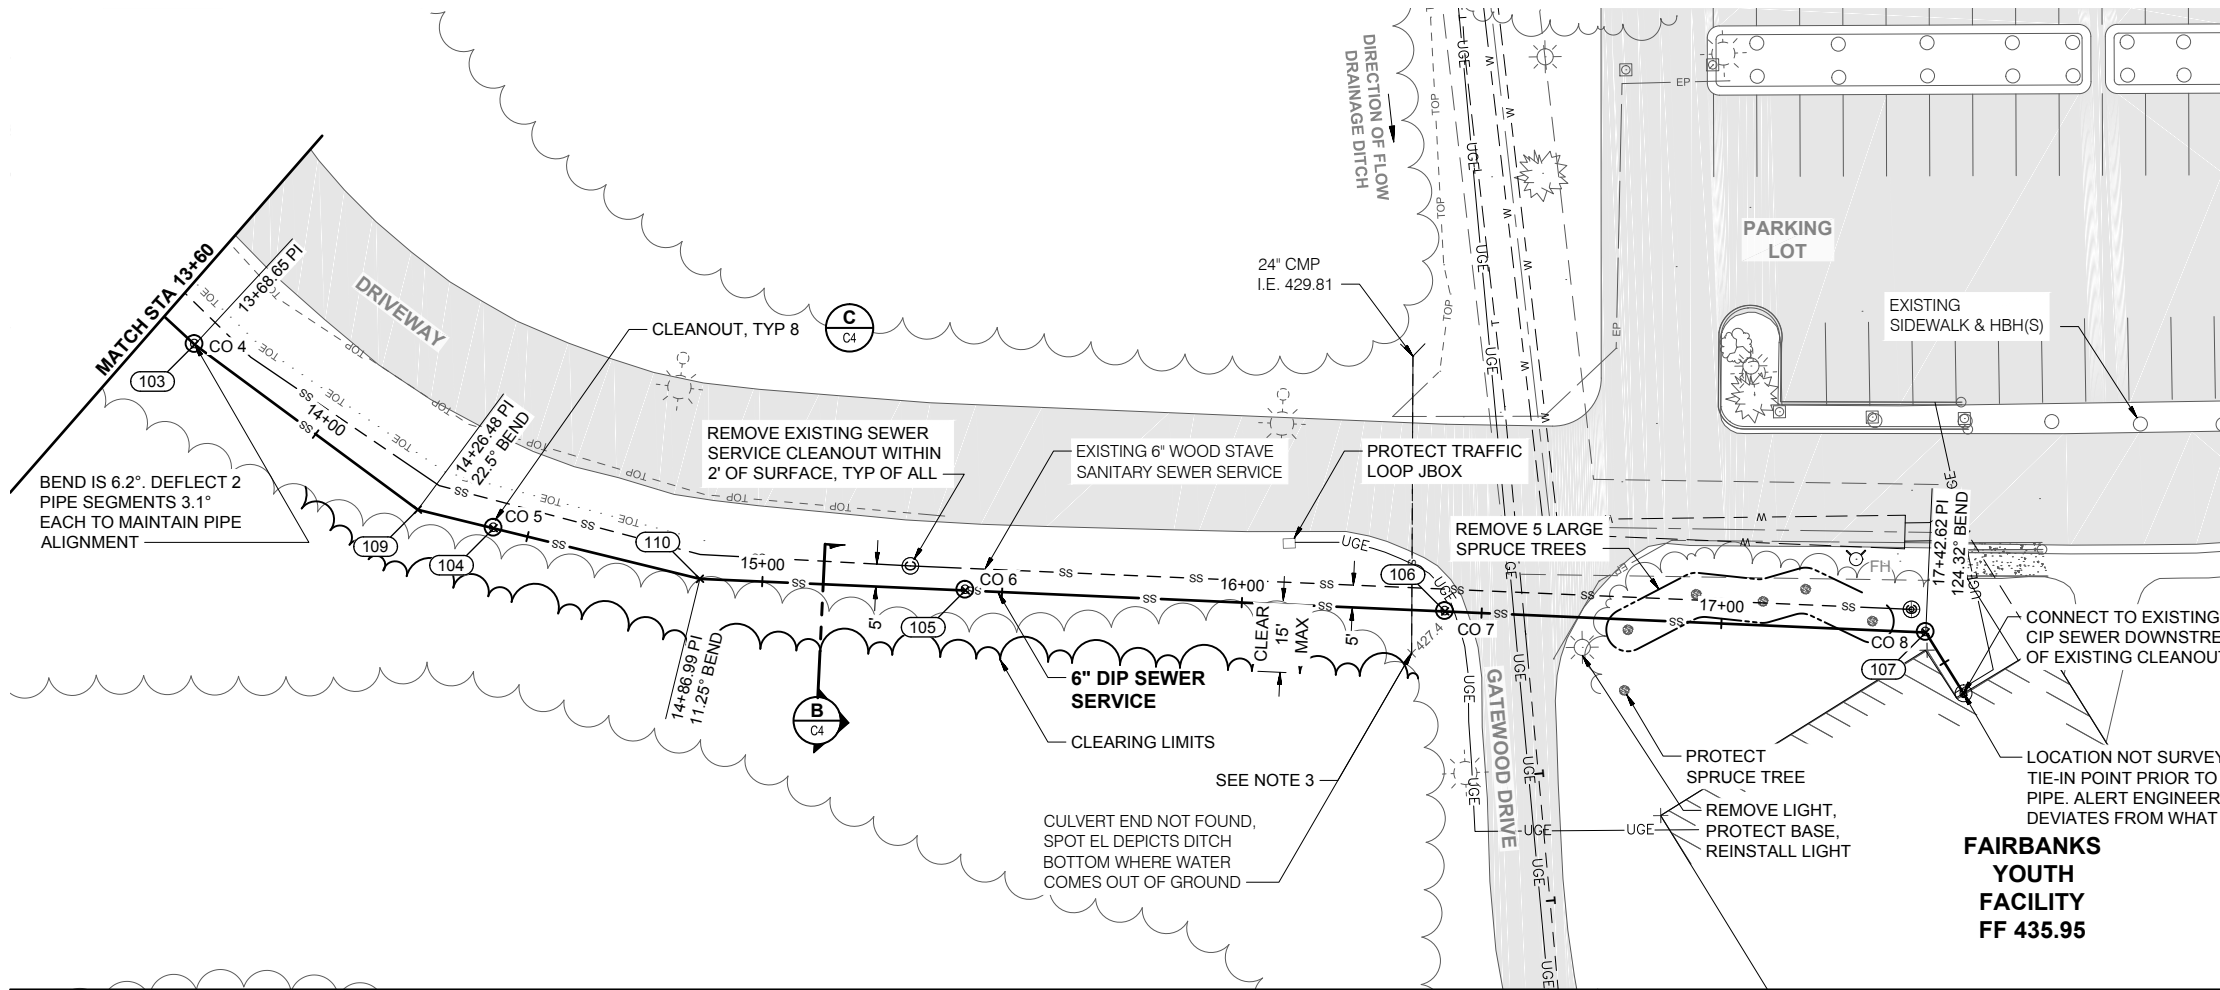 MATCH STA 13+60
13+68.65 PI
CO 4
103
TOE
TOP
SS
DRIVEWAY
14+00
BEND IS 6.2°. DEFLECT 2
PIPE SEGMENTS 3.1°
EACH TO MAINTAIN PIPE
ALIGNMENT
14+26.48 PI
22.5° BEND
109
CO 5
104
110
CLEANOUT, TYP 8
C
C4
REMOVE EXISTING SEWER
SERVICE CLEANOUT WITHIN
2' OF SURFACE, TYP OF ALL
EXISTING 6" WOOD STAVE
SANITARY SEWER SERVICE
14+86.99 PI
11.25° BEND
15+00
5'
CO 6
105
B
C4
6" DIP SEWER
SERVICE
CLEARING LIMITS
16+00
CLEAR
15'
MAX
5'
SEE NOTE 3
CULVERT END NOT FOUND,
SPOT EL DEPICTS DITCH
BOTTOM WHERE WATER
COMES OUT OF GROUND
427.4
24" CMP
I.E. 429.81
DIRECTION OF FLOW
DRAINAGE DITCH
TOP
TOP
TOP
UGE
T
W
EP
PROTECT TRAFFIC
LOOP JBOX
UGE
106
CO 7
GATEWOOD DRIVE
REMOVE 5 LARGE
SPRUCE TREES
17+00
FH
PARKING
LOT
EXISTING
SIDEWALK & HBH(S)
17+42.62 PI
124.32° BEND
CO 8
107
CONNECT TO EXISTING
CIP SEWER DOWNSTRE
OF EXISTING CLEANOUT
LOCATION NOT SURVEY
TIE-IN POINT PRIOR TO
PIPE. ALERT ENGINEER
DEVIATES FROM WHAT
PROTECT
SPRUCE TREE
REMOVE LIGHT,
PROTECT BASE,
REINSTALL LIGHT
FAIRBANKS
YOUTH
FACILITY
FF 435.95